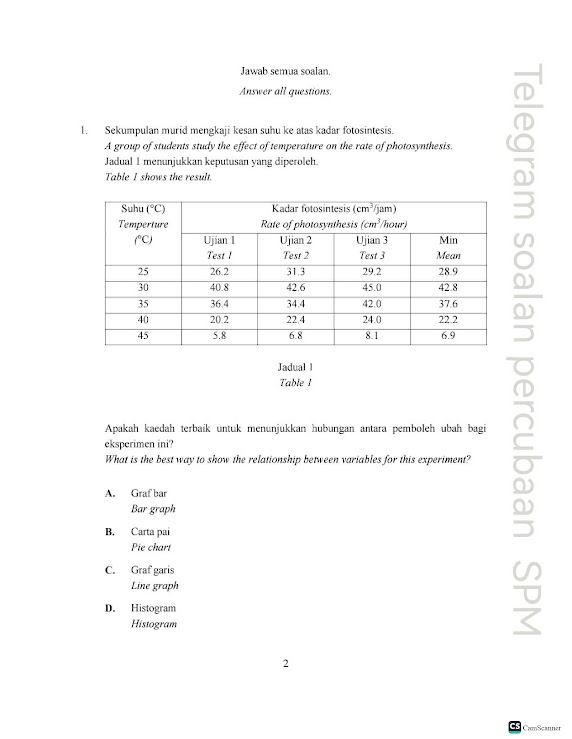 Jawab semua soalan.
Answer all questions.
1. Sekumpulan murid mengkaji kesan suhu ke atas kadar fotosintesis.
A group of students study the effect of temperature on the rate of photosynthesis.
Jadual 1 menunjukkan keputusan yang diperoleh.
Table 1 shows the result.
Suhu (°C) Kadar fotosintesis (cm³/jam)
Temperture Rate of photosynthesis (cm³/hour)
(°C) Ujian 1 Ujian 2 Ujian 3 Min
Test 1 Test 2 Test 3 Mean
25 26.2 31.3 29.2 28.9
30 40.8 42.6 45.0 42.8
35 36.4 34.4 42.0 37.6
40 20.2 22.4 24.0 22.2
45 5.8 6.8 8.1 6.9
Jadual 1
Table 1
Apakah kaedah terbaik untuk menunjukkan hubungan antara pemboleh ubah bagi
eksperimen ini?
What is the best way to show the relationship between variables for this experiment?
A. Graf bar
Bar graph
B. Carta pai
Pie chart
C. Graf garis
Line graph
D. Histogram
Histogram
2
Telegram soalan percubaan SPM
CS CamScanner